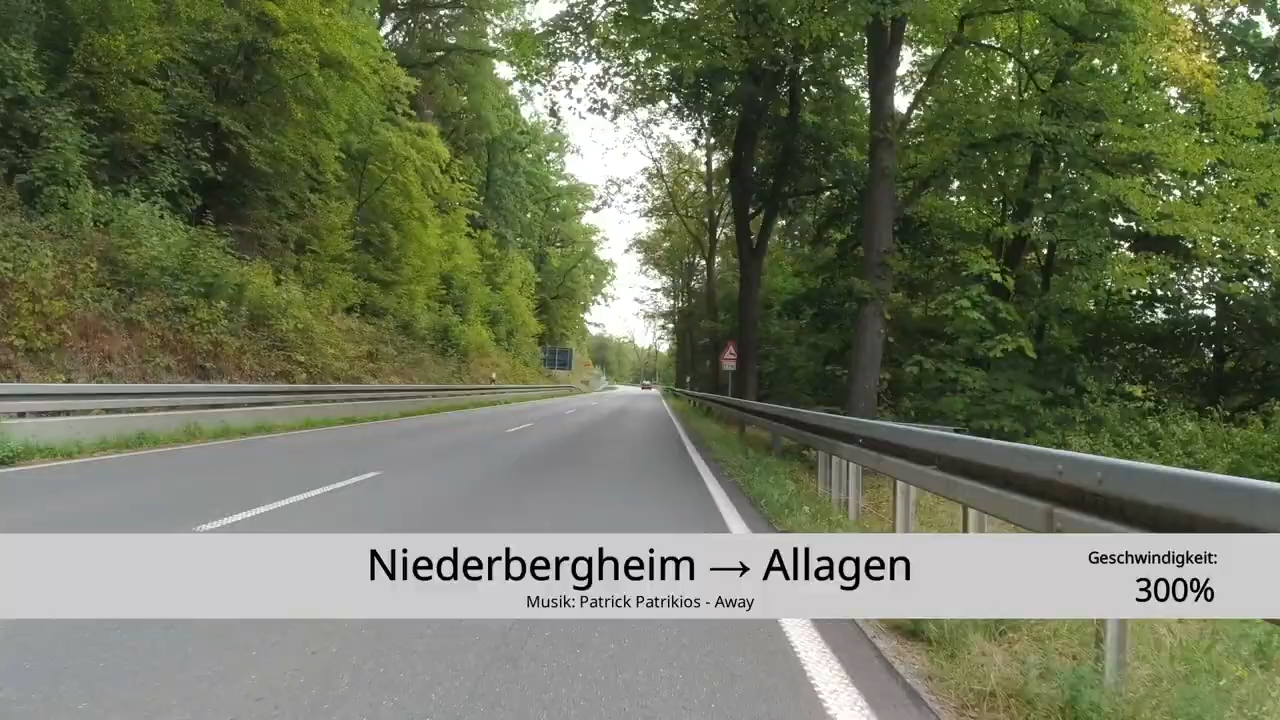 Niederbergheim → Allagen
Musik: Patrick Patrikios - Away
Geschwindigkeit:
300%